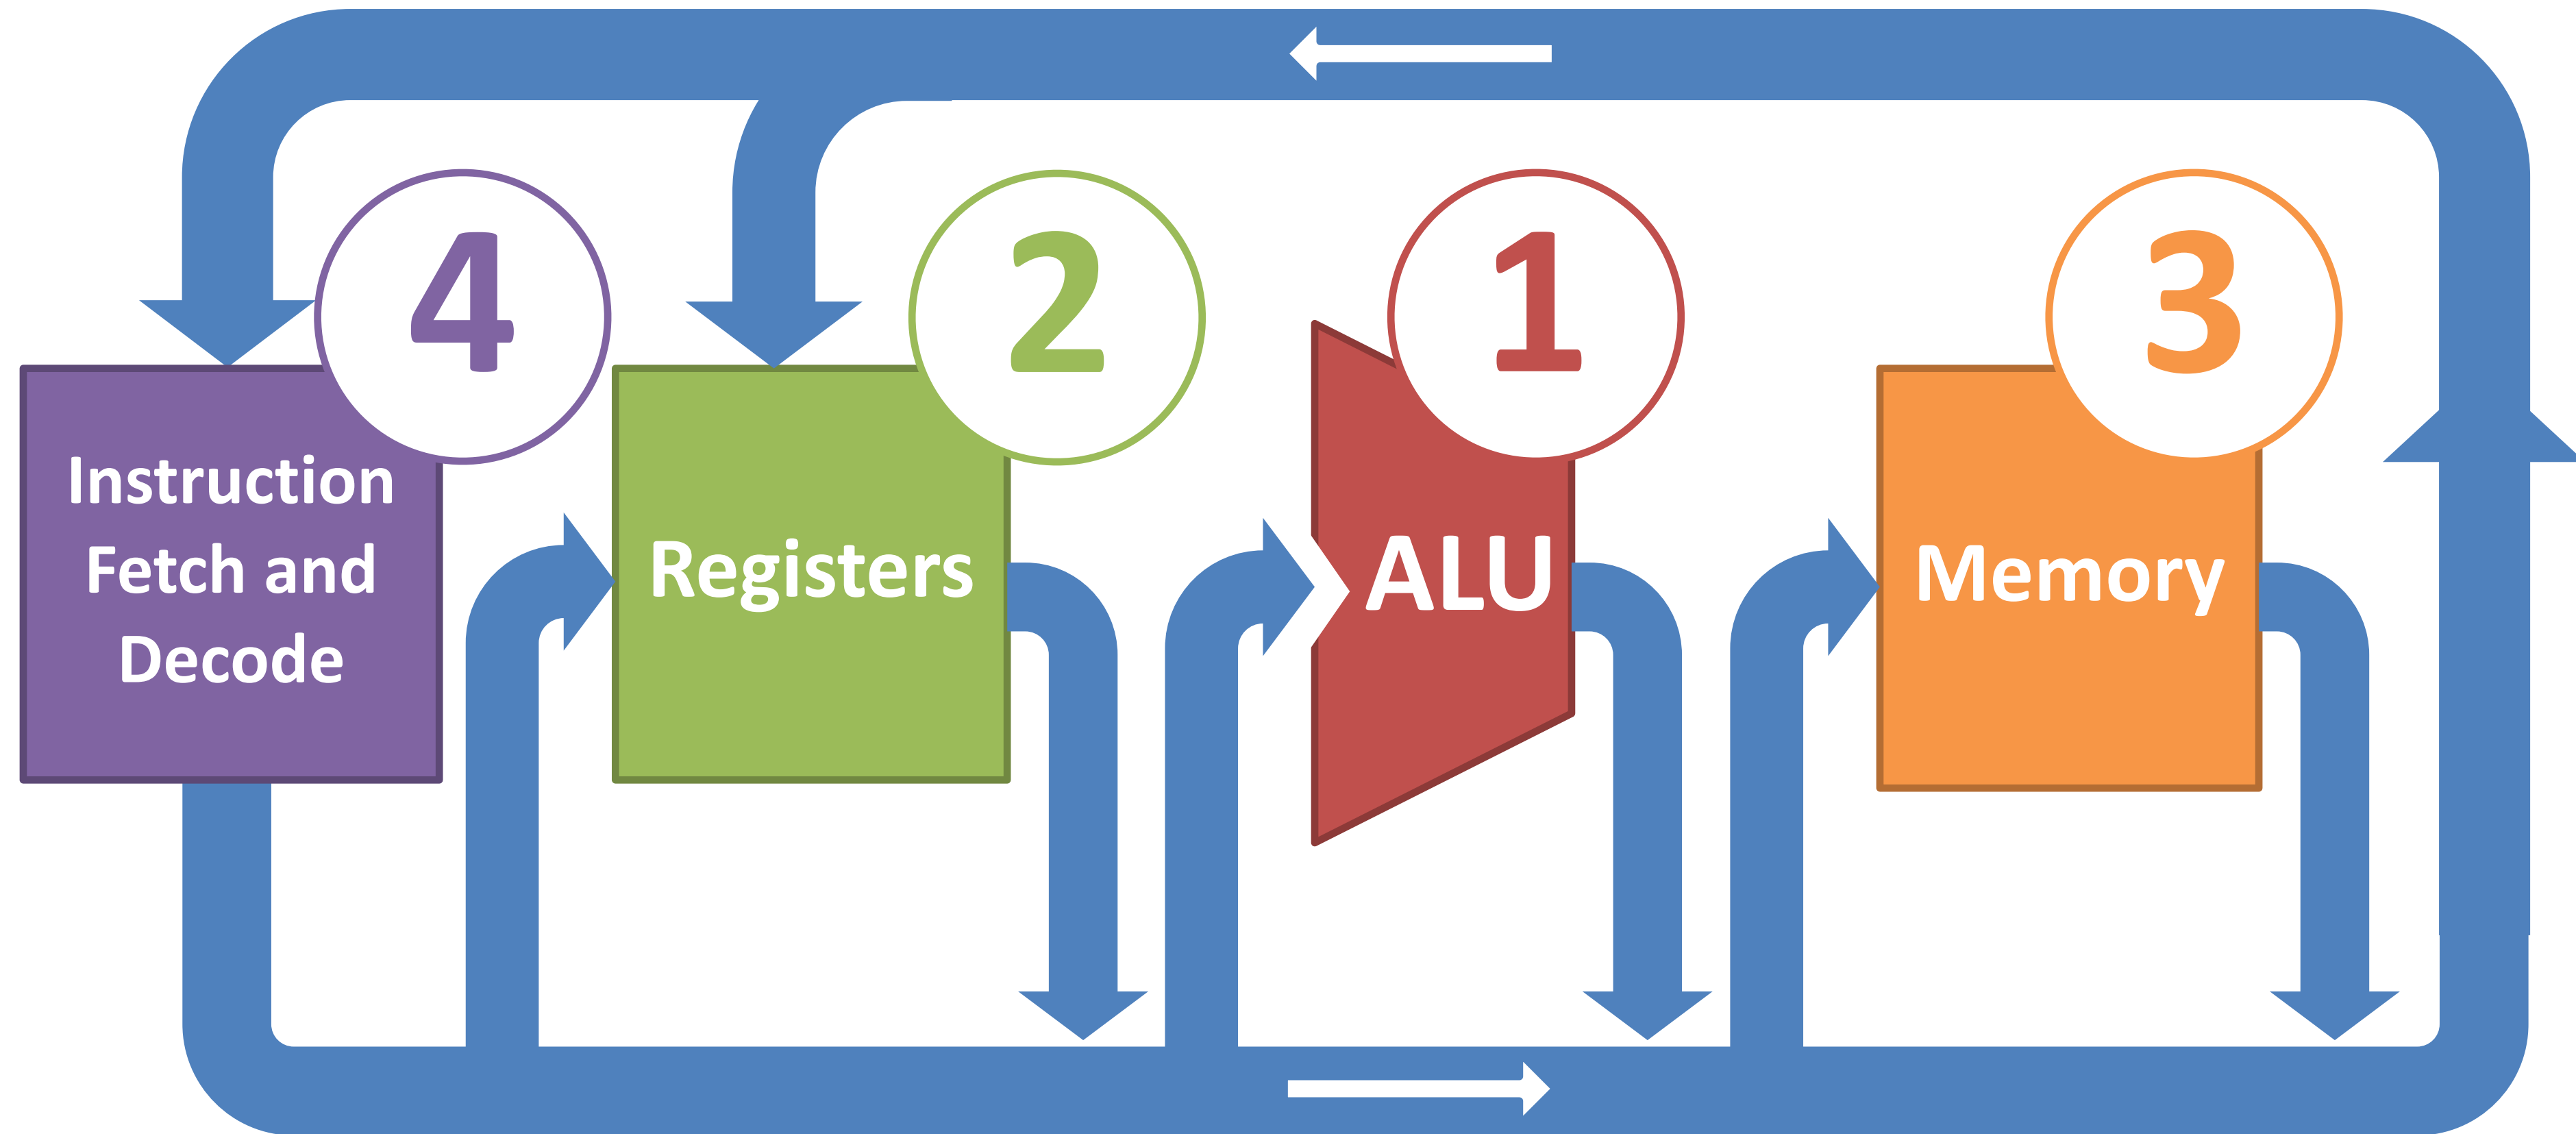 4
2
1
3
Instruction
Fetch and
Decode
Registers
ALU
Memory